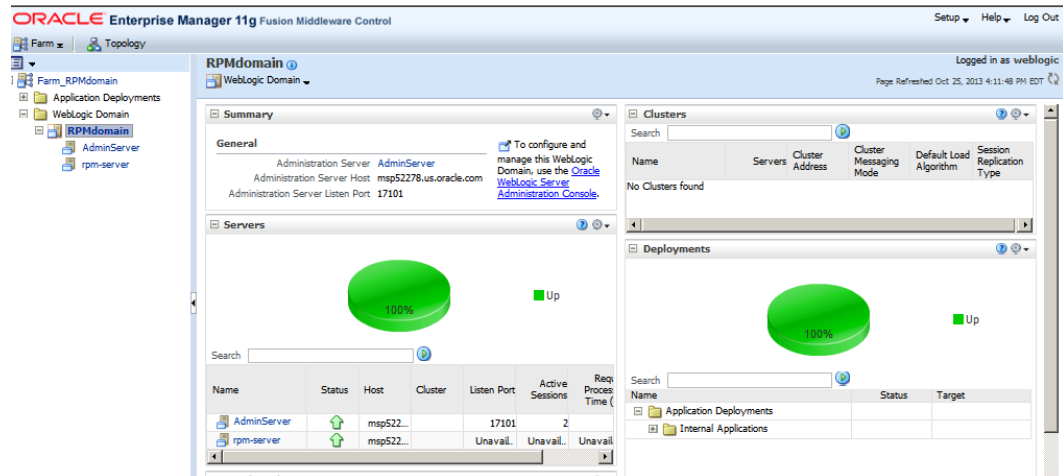 ORACLE Enterprise Manager 11g Fusion Middleware Control
Setup Help Log Out
Farm Topology
Farm_RPMdomain
Application Deployments
WebLogic Domain
RPMdomain
AdminServer
rpm-server
RPMdomain
WebLogic Domain
Logged in as weblogic
Page Refreshed Oct 25, 2013 4:11:48 PM EDT
Summary
General
Administration Server AdminServer
Administration Server Host msp52278.us.oracle.com
Administration Server Listen Port 17101
To configure and
manage this WebLogic
Domain, use the Oracle
WebLogic Server
Administration Console.
Servers
100%
Up
Search
Name Status Host Cluster Listen Port Active Sessions Requ Proces Time (
AdminServer msp522... 17101 2
rpm-server msp522... Unavail.. Unavail.. Unavail
Clusters
Search
Name Servers Cluster Address Cluster Messaging Mode Default Load Algorithm Session Replication Type
No Clusters found
Deployments
100%
Up
Search
Name Status Target
Application Deployments
Internal Applications